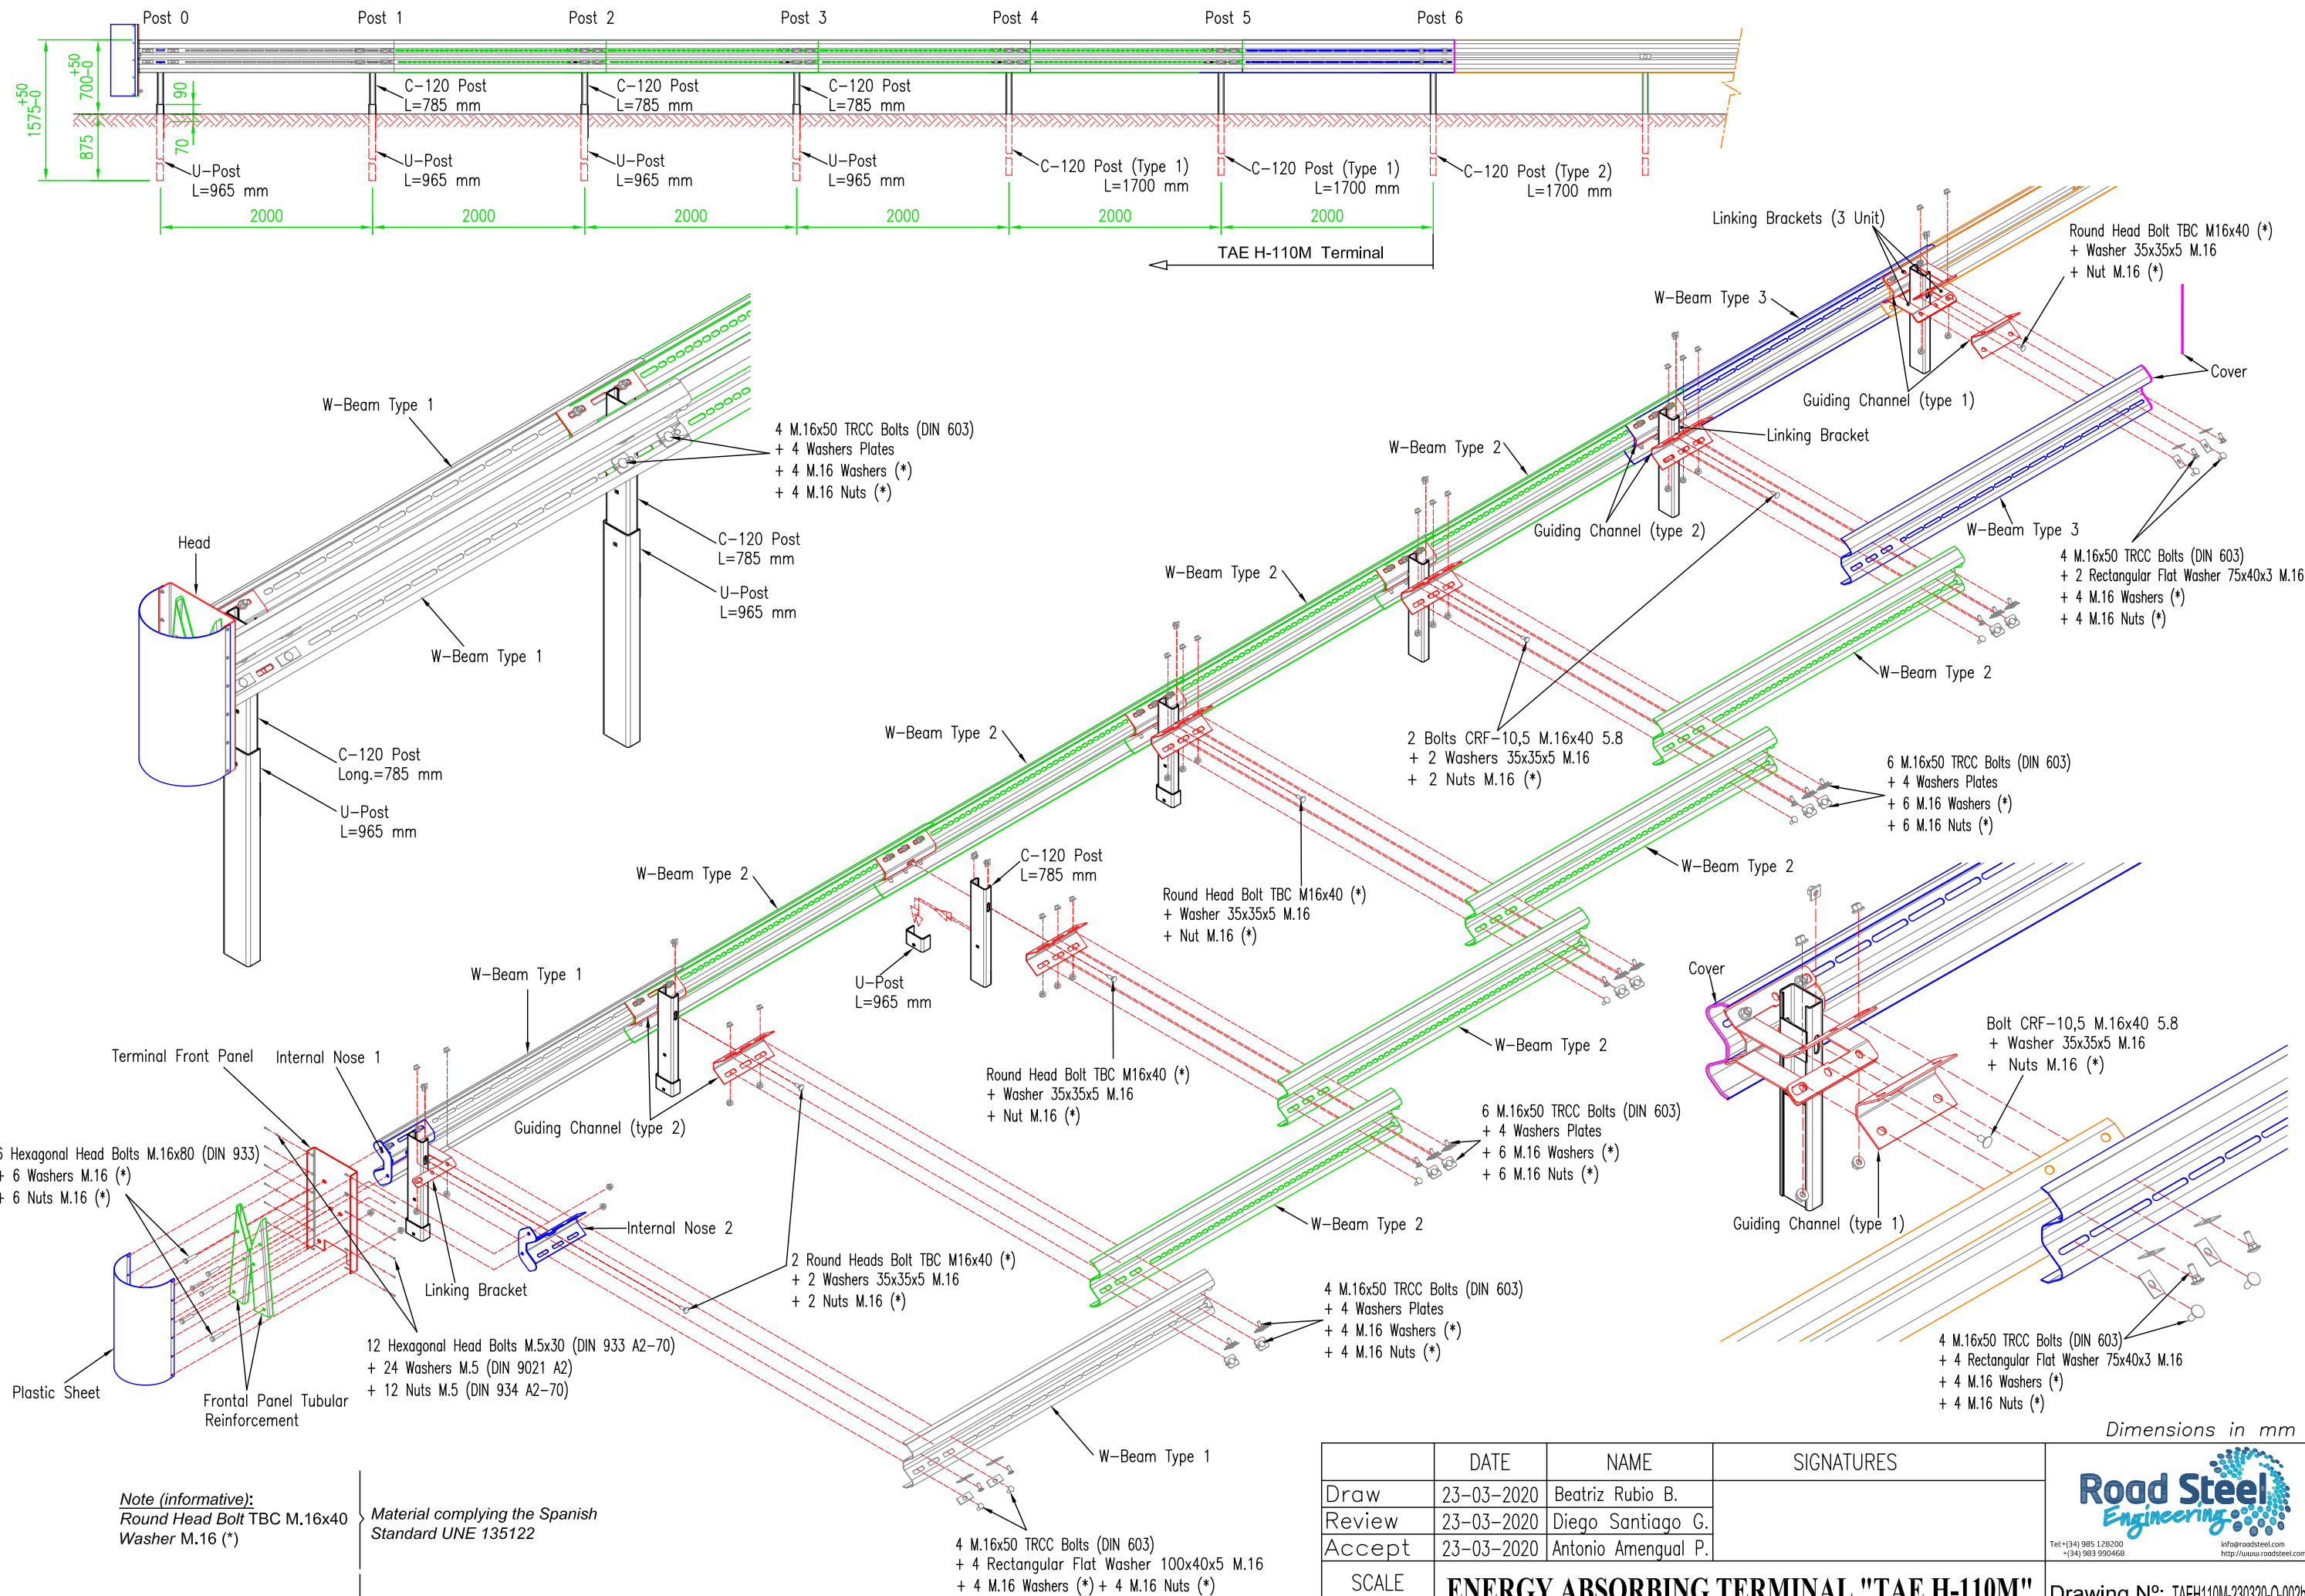 Post 0
Post 1
Post 2
Post 3
Post 4
Post 5
Post 6
1575-0 +50
700-0 +50
90
875
70
C-120 Post
L=785 mm
C-120 Post
L=785 mm
C-120 Post
L=785 mm
U-Post
L=965 mm
U-Post
L=965 mm
U-Post
L=965 mm
U-Post
L=965 mm
C-120 Post (Type 1)
L=1700 mm
C-120 Post (Type 1)
L=1700 mm
C-120 Post (Type 2)
L=1700 mm
2000
2000
2000
2000
2000
2000
TAE H-110M Terminal
Linking Brackets (3 Unit)
Round Head Bolt TBC M16x40 (*)
+ Washer 35x35x5 M.16
+ Nut M.16 (*)
W-Beam Type 3
Cover
Guiding Channel (type 1)
Linking Bracket
W-Beam Type 2
Guiding Channel (type 2)
W-Beam Type 3
4 M.16x50 TRCC Bolts (DIN 603)
+ 2 Rectangular Flat Washer 75x40x3 M.16
+ 4 M.16 Washers (*)
+ 4 M.16 Nuts (*)
W-Beam Type 1
4 M.16x50 TRCC Bolts (DIN 603)
+ 4 Washers Plates
+ 4 M.16 Washers (*)
+ 4 M.16 Nuts (*)
C-120 Post
L=785 mm
U-Post
L=965 mm
Head
W-Beam Type 1
C-120 Post
Long.=785 mm
U-Post
L=965 mm
W-Beam Type 2
W-Beam Type 2
W-Beam Type 2
2 Bolts CRF-10,5 M.16x40 5.8
+ 2 Washers 35x35x5 M.16
+ 2 Nuts M.16 (*)
6 M.16x50 TRCC Bolts (DIN 603)
+ 4 Washers Plates
+ 6 M.16 Washers (*)
+ 6 M.16 Nuts (*)
W-Beam Type 2
W-Beam Type 2
C-120 Post
L=785 mm
Round Head Bolt TBC M16x40 (*)
+ Washer 35x35x5 M.16
+ Nut M.16 (*)
U-Post
L=965 mm
W-Beam Type 1
Cover
Bolt CRF-10,5 M.16x40 5.8
+ Washer 35x35x5 M.16
+ Nuts M.16 (*)
Guiding Channel (type 1)
W-Beam Type 2
Round Head Bolt TBC M16x40 (*)
+ Washer 35x35x5 M.16
+ Nut M.16 (*)
Terminal Front Panel
Internal Nose 1
Guiding Channel (type 2)
6 M.16x50 TRCC Bolts (DIN 603)
+ 4 Washers Plates
+ 6 M.16 Washers (*)
+ 6 M.16 Nuts (*)
Hexagonal Head Bolts M.16x80 (DIN 933)
+ 6 Washers M.16 (*)
+ 6 Nuts M.16 (*)
Internal Nose 2
W-Beam Type 2
Linking Bracket
2 Round Heads Bolt TBC M16x40 (*)
+ 2 Washers 35x35x5 M.16
+ 2 Nuts M.16 (*)
4 M.16x50 TRCC Bolts (DIN 603)
+ 4 Washers Plates
+ 4 M.16 Washers (*)
+ 4 M.16 Nuts (*)
12 Hexagonal Head Bolts M.5x30 (DIN 933 A2-70)
+ 24 Washers M.5 (DIN 9021 A2)
+ 12 Nuts M.5 (DIN 934 A2-70)
Plastic Sheet
Frontal Panel Tubular
Reinforcement
4 M.16x50 TRCC Bolts (DIN 603)
+ 4 Rectangular Flat Washer 75x40x3 M.16
+ 4 M.16 Washers (*)
+ 4 M.16 Nuts (*)
W-Beam Type 1
4 M.16x50 TRCC Bolts (DIN 603)
+ 4 Rectangular Flat Washer 100x40x5 M.16
+ 4 M.16 Washers (*) + 4 M.16 Nuts (*)
Note (informative):
Round Head Bolt TBC M.16x40
Washer M.16 (*)
Material complying the Spanish
Standard UNE 135122
Dimensions in mm
DATE NAME SIGNATURES
Draw 23-03-2020 Beatriz Rubio B.
Review 23-03-2020 Diego Santiago G.
Accept 23-03-2020 Antonio Amengual P.
Road Steel
Engineering
Tel:+(34) 985 128200
+(34) 983 990468
info@roadsteel.com
http://www.roadsteel.com
SCALE
ENERGY ABSORBING TERMINAL "TAE H-110M"
Drawing Nº: